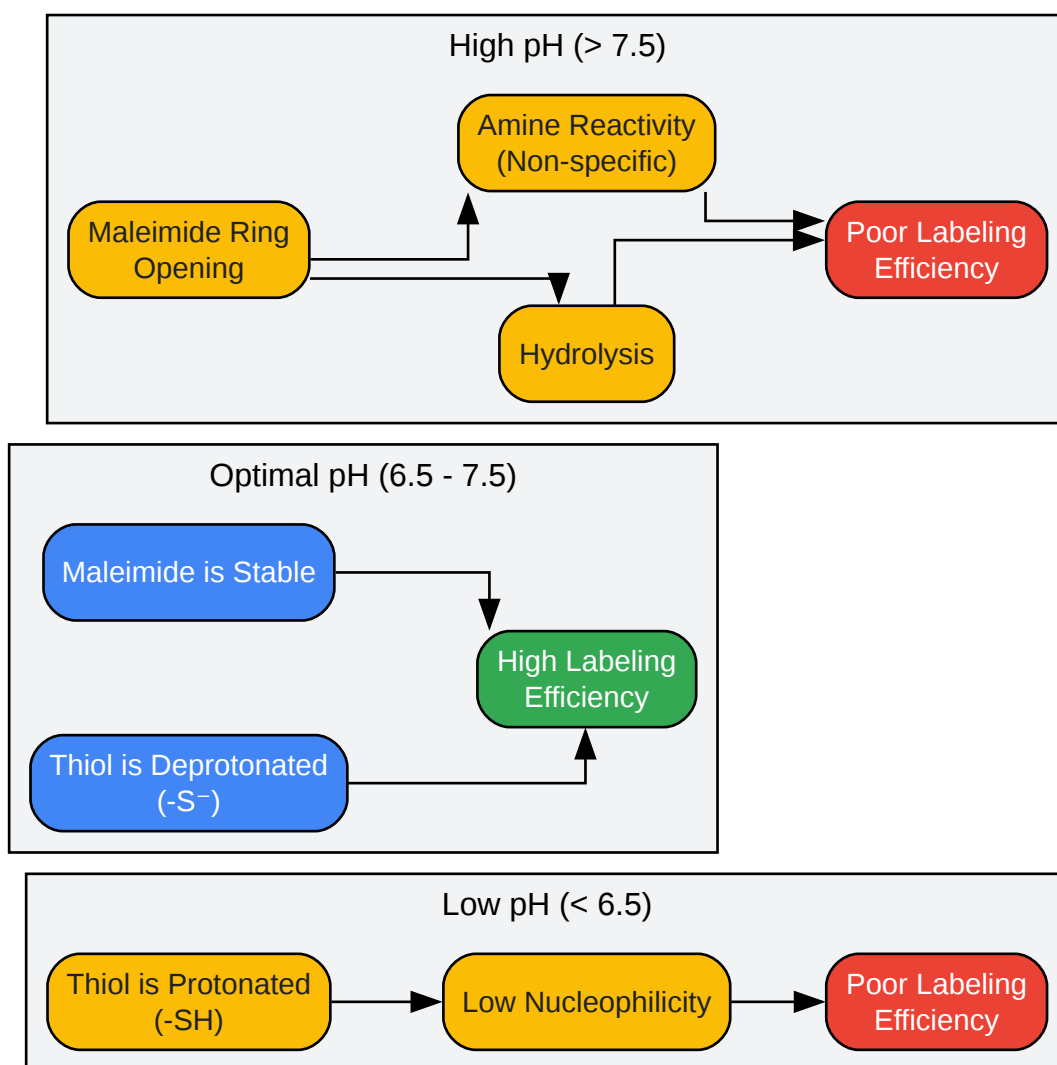 High pH (> 7.5)
Amine Reactivity
(Non-specific)
Maleimide Ring
Opening
Poor Labeling
Efficiency
Hydrolysis
Optimal pH (6.5 - 7.5)
Maleimide is Stable
High Labeling
Efficiency
Thiol is Deprotonated
(-S⁻)
Low pH (< 6.5)
Thiol is Protonated
(-SH)
Low Nucleophilicity
Poor Labeling
Efficiency